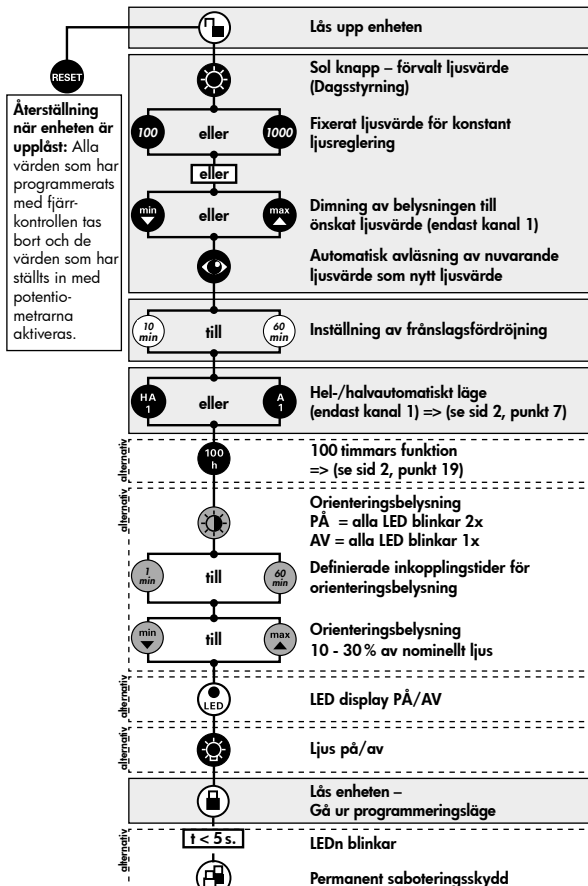 Lås upp enheten
RESET
Återställning
när enheten är
upplåst: Alla
värden som har
programmerats
med fjärr-
kontrollen tas
bort och de
värden som har
ställts in med
potentio-
metrarna
aktiveras.
Sol knapp – förvalt ljusvärde
(Dagsstyrning)
100 eller 1000
Fixerat ljusvärde för konstant
ljusreglering
eller
min eller max
Dimning av belysningen till
önskat ljusvärde (endast kanal 1)
Automatisk avläsning av nuvarande
ljusvärde som nytt ljusvärde
10 min till 60 min
Inställning av frånslagsfördröjning
HA 1 eller A 1
Hel-/halvautomatiskt läge
(endast kanal 1) => (se sid 2, punkt 7)
alternativ
100 h
100 timmars funktion
=> (se sid 2, punkt 19)
alternativ
Orienteringsbelysning
PÅ = alla LED blinkar 2x
AV = alla LED blinkar 1x
1 min till 60 min
Definierade inkopplingstider för
orienteringsbelysning
min till max
Orienteringsbelysning
10 - 30 % av nominellt ljus
alternativ
LED
LED display PÅ/AV
alternativ
Ljus på/av
Lås enheten –
Gå ur programmeringsläge
alternativ
t < 5 s.
LEDn blinkar
Permanent saboteringsskydd